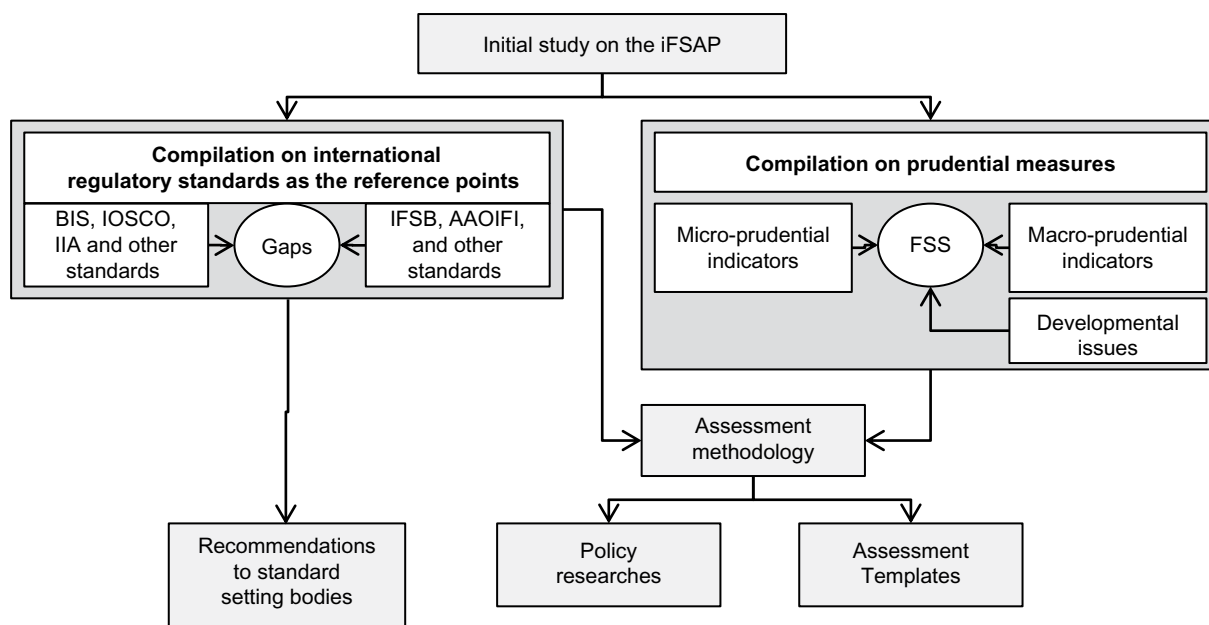 Initial study on the iFSAP
Compilation on international
regulatory standards as the reference points
BIS, IOSCO,
IIA and other
standards
Gaps
IFSB, AAOIFI,
and other
standards
Compilation on prudential measures
Micro-prudential
indicators
FSS
Macro-prudential
indicators
Developmental
issues
Assessment
methodology
Recommendations
to standard
setting bodies
Policy
researches
Assessment
Templates